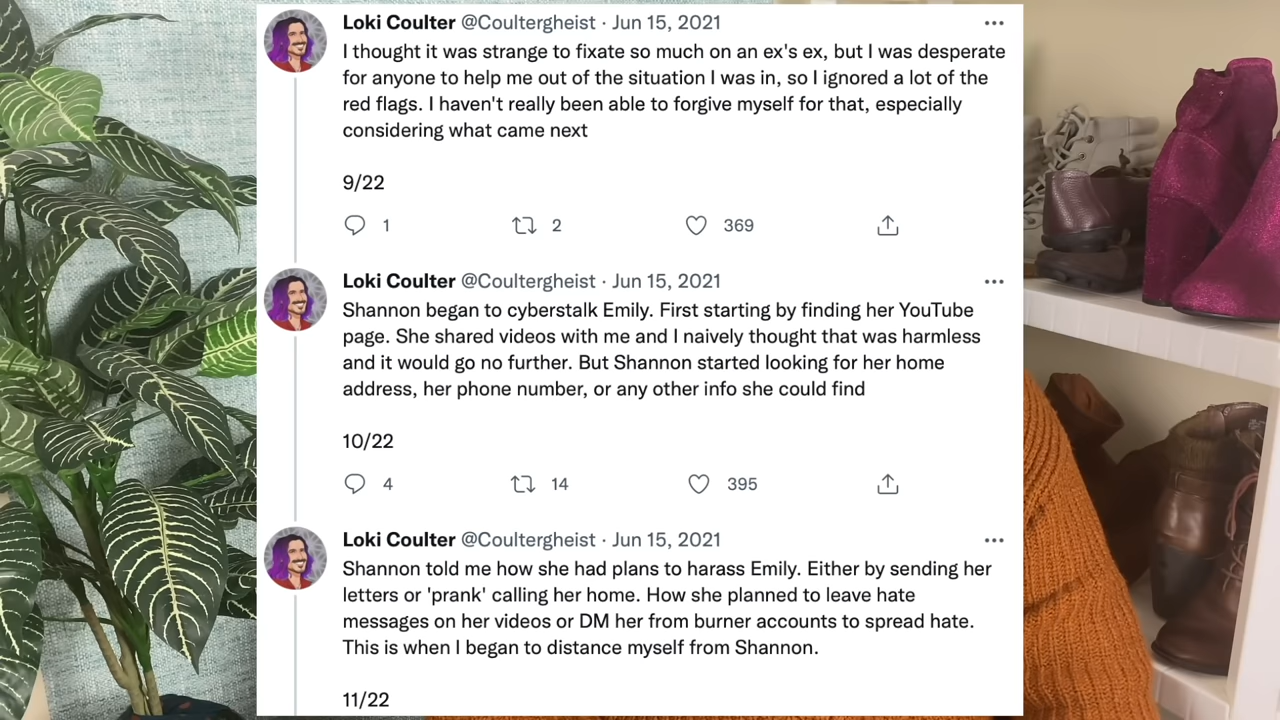 Loki Coulter @Coultergheist · Jun 15, 2021
I thought it was strange to fixate so much on an ex's ex, but I was desperate
for anyone to help me out of the situation I was in, so I ignored a lot of the
red flags. I haven't really been able to forgive myself for that, especially
considering what came next
9/22
1 2 369
Loki Coulter @Coultergheist · Jun 15, 2021
Shannon began to cyberstalk Emily. First starting by finding her YouTube
page. She shared videos with me and I naively thought that was harmless
and it would go no further. But Shannon started looking for her home
address, her phone number, or any other info she could find
10/22
4 14 395
Loki Coulter @Coultergheist · Jun 15, 2021
Shannon told me how she had plans to harass Emily. Either by sending her
letters or 'prank' calling her home. How she planned to leave hate
messages on her videos or DM her from burner accounts to spread hate.
This is when I began to distance myself from Shannon.
11/22